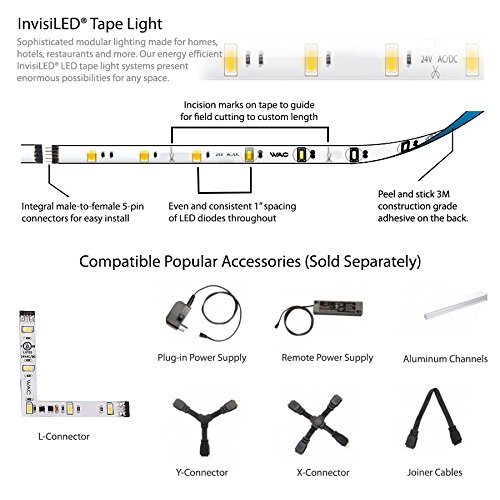 InvisiLED® Tape Light
Sophisticated modular lighting made for homes,
hotels, restaurants and more. Our energy efficient
InvisiLED® LED tape light systems present
enormous possibilities for any space.
24V AC/DC
Incision marks on tape to guide
for field cutting to custom length
24V AC/DC
WAC
Integral male-to-female 5-pin
connectors for easy install
Even and consistent 1" spacing
of LED diodes throughout
Peel and stick 3M
construction grade
adhesive on the back.
Compatible Popular Accessories (Sold Separately)
Plug-in Power Supply
Remote Power Supply
Aluminum Channels
WAC
L-Connector
Y-Connector
X-Connector
Joiner Cables